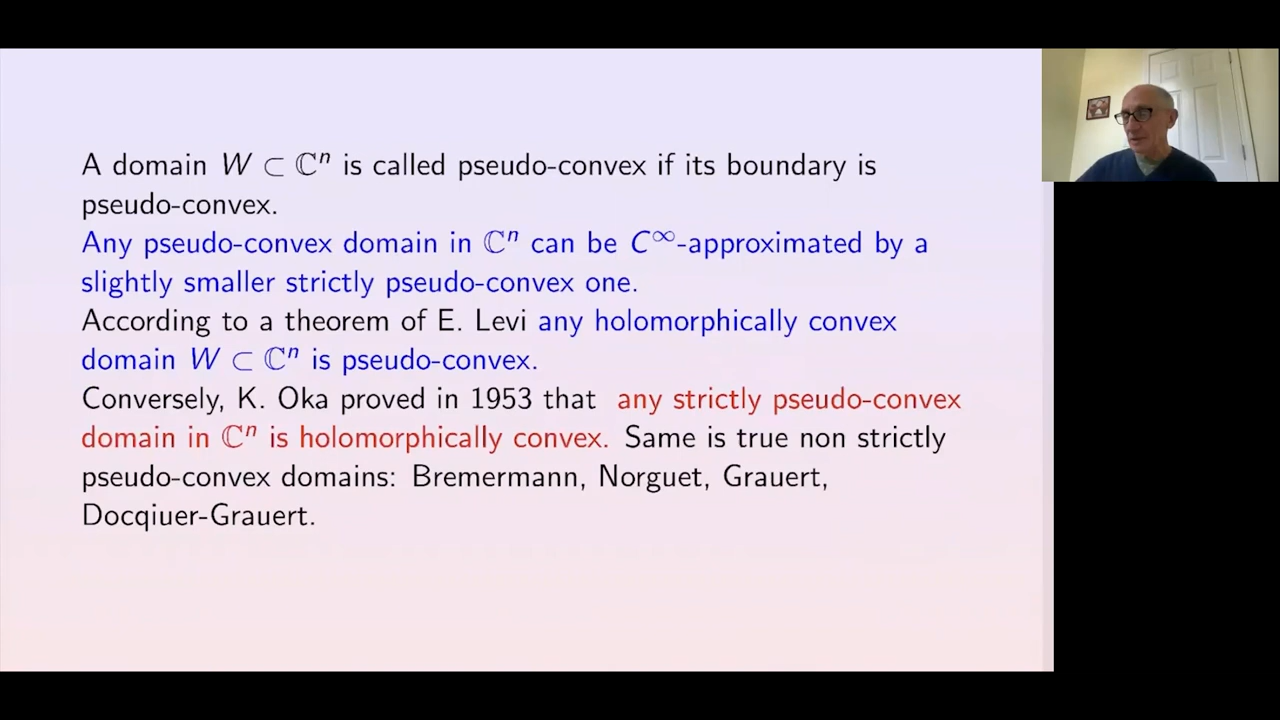 A domain W ⊂ ℂⁿ is called pseudo-convex if its boundary is
pseudo-convex.
Any pseudo-convex domain in ℂⁿ can be C^∞-approximated by a
slightly smaller strictly pseudo-convex one.
According to a theorem of E. Levi any holomorphically convex
domain W ⊂ ℂⁿ is pseudo-convex.
Conversely, K. Oka proved in 1953 that any strictly pseudo-convex
domain in ℂⁿ is holomorphically convex. Same is true non strictly
pseudo-convex domains: Bremermann, Norguet, Grauert,
Docqiuer-Grauert.